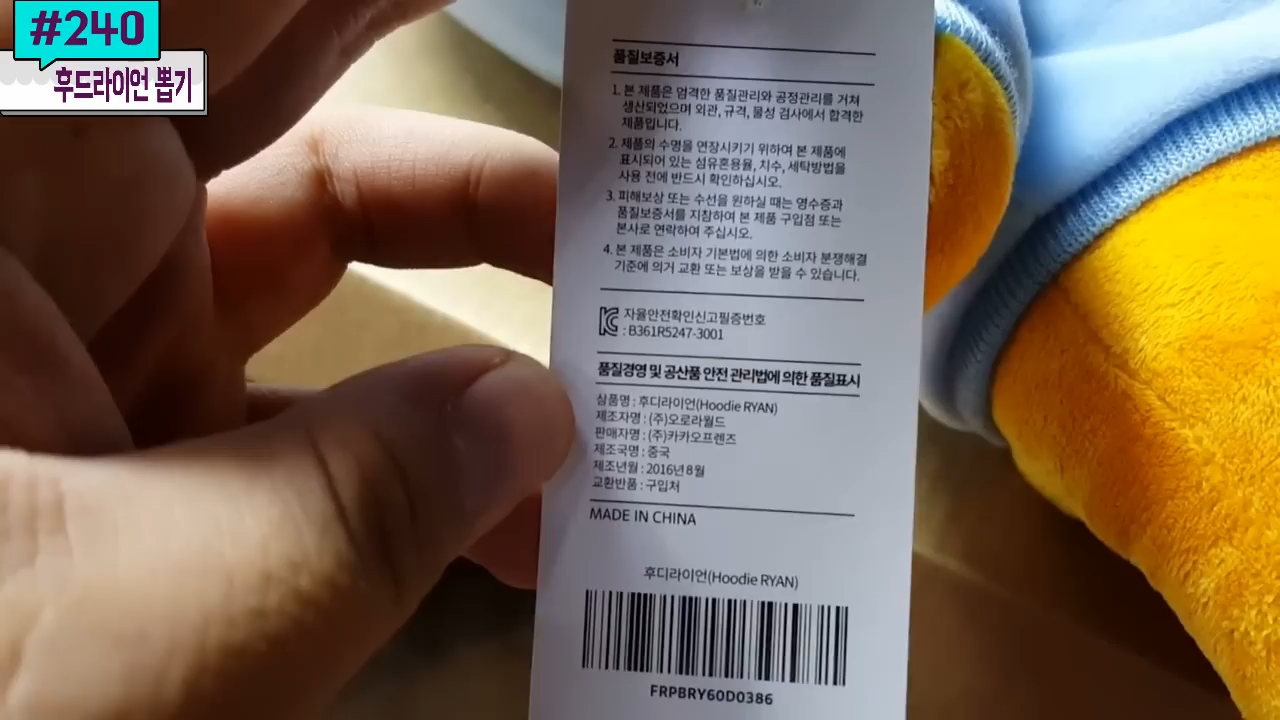 #240
후드라이언 뽑기
품질보증서
1. 본 제품은 엄격한 품질관리와 공정관리를 거쳐
생산되었으며 외관, 규격, 물성 검사에서 합격한
제품입니다.
2. 제품의 수명을 연장시키기 위하여 본 제품에
표시되어 있는 섬유혼용율, 치수, 세탁방법을
사용 전에 반드시 확인하십시오.
3. 피해보상 또는 수선을 원하실 때는 영수증과
품질보증서를 지참하여 본 제품 구입점 또는
본사로 연락하여 주십시오.
4. 본 제품은 소비자 기본법에 의한 소비자 분쟁해결
기준에 의거 교환 또는 보상을 받을 수 있습니다.
자율안전확인신고필증번호
: B361R5247-3001
품질경영 및 공산품 안전 관리법에 의한 품질표시
상품명 : 후디라이언(Hoodie RYAN)
제조자명 : (주)오로라월드
판매자명 : (주)카카오프렌즈
제조국명 : 중국
제조년월 : 2016년 8월
교환반품 : 구입처
MADE IN CHINA
후디라이언(Hoodie RYAN)
FRPBRY60D0386